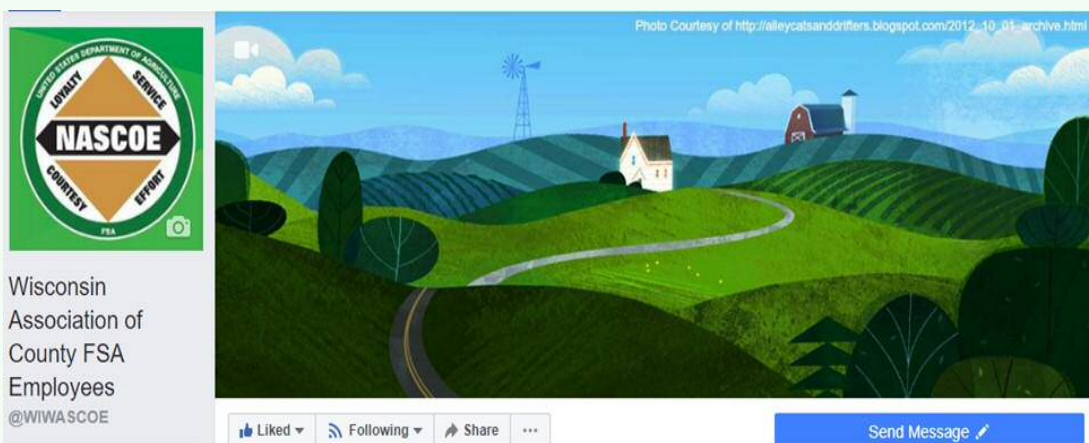 Photo Courtesy of http://alleycatsanddrifters.blogspot.com/2012_10_01_archive.html
UNITED STATES DEPARTMENT OF AGRICULTURE
LOYALTY
SERVICE
NASCOE
COURTESY
EFFORT
FSA
Wisconsin
Association of
County FSA
Employees
@WIWASCOE
Liked
Following
Share
Send Message